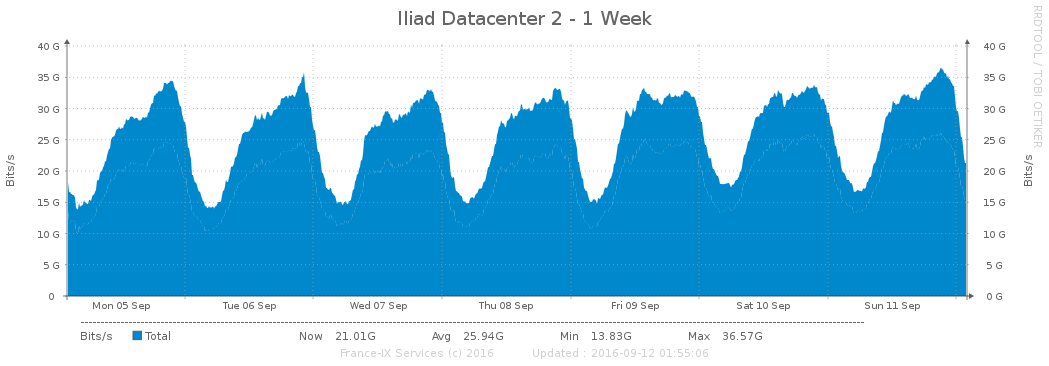 Iliad Datacenter 2 - 1 Week
RRDTOOL / TOBI OETIKER
40 G 40 G
35 G 35 G
30 G 30 G
25 G 25 G
20 G 20 G
15 G 15 G
10 G 10 G
5 G 5 G
0 0 G
Bits/s Bits/s
Mon 05 Sep Tue 06 Sep Wed 07 Sep Thu 08 Sep Fri 09 Sep Sat 10 Sep Sun 11 Sep
Bits/s Total Now 21.01G Avg 25.94G Min 13.83G Max 36.57G
France-IX Services (c) 2016 Updated : 2016-09-12 01:55:06